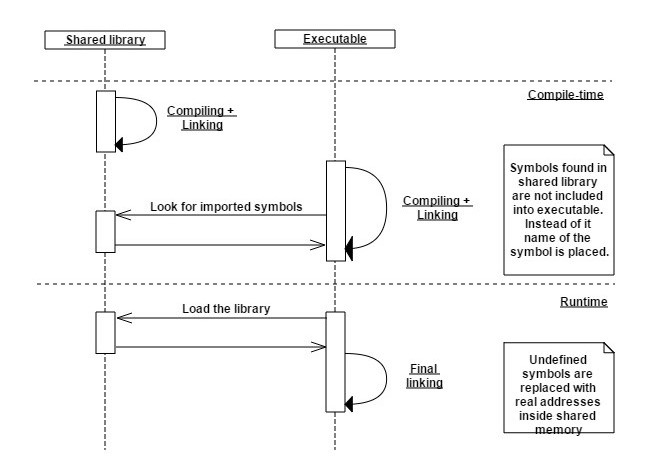 Shared library
Executable
Compile-time
Compiling +
Linking
Symbols found in
shared library
are not included
into executable.
Instead of it
name of the
symbol is placed.
Look for imported symbols
Compiling +
Linking
Runtime
Load the library
Final
linking
Undefined
symbols are
replaced with
real addresses
inside shared
memory